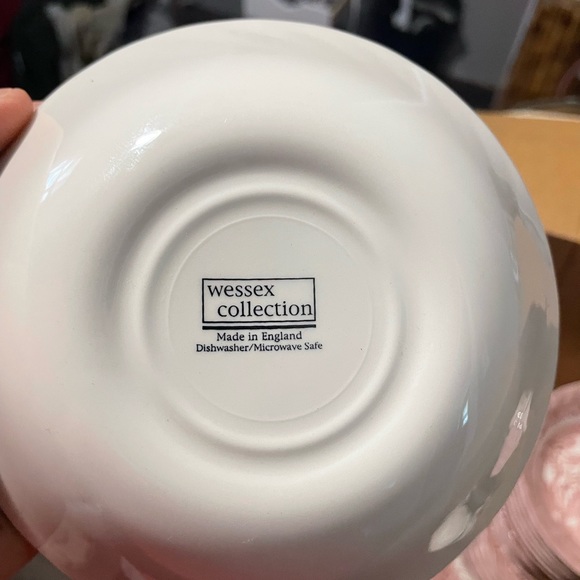 wessex
collection
Made in England
Dishwasher/Microwave Safe